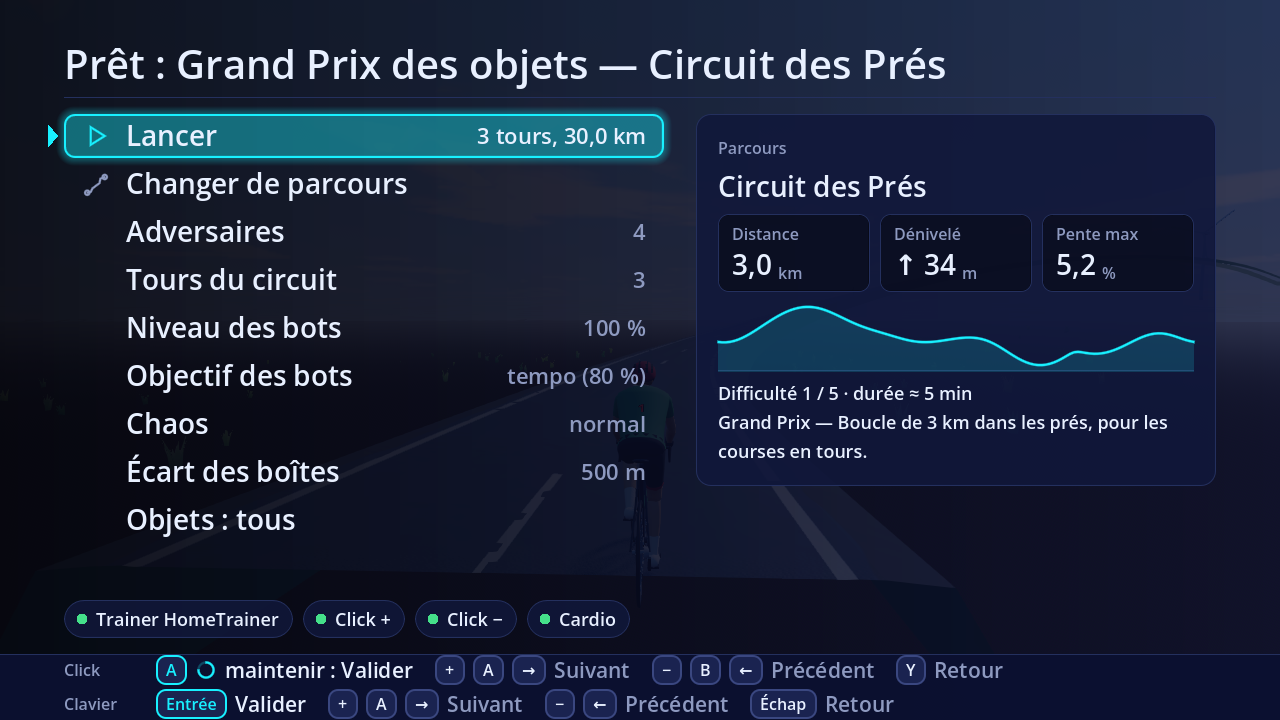 Prêt : Grand Prix des objets — Circuit des Prés
Lancer 3 tours, 30,0 km
Changer de parcours
Adversaires 4
Tours du circuit 3
Niveau des bots 100 %
Objectif des bots tempo (80 %)
Chaos normal
Écart des boîtes 500 m
Objets : tous
Parcours
Circuit des Prés
Distance Dénivelé Pente max
3,0 km ↑ 34 m 5,2 %
Difficulté 1 / 5 · durée ≈ 5 min
Grand Prix — Boucle de 3 km dans les prés, pour les
courses en tours.
Trainer HomeTrainer Click + Click − Cardio
Click A maintenir : Valider + A → Suivant − B ← Précédent Y Retour
Clavier Entrée Valider + A → Suivant − ← Précédent Échap Retour